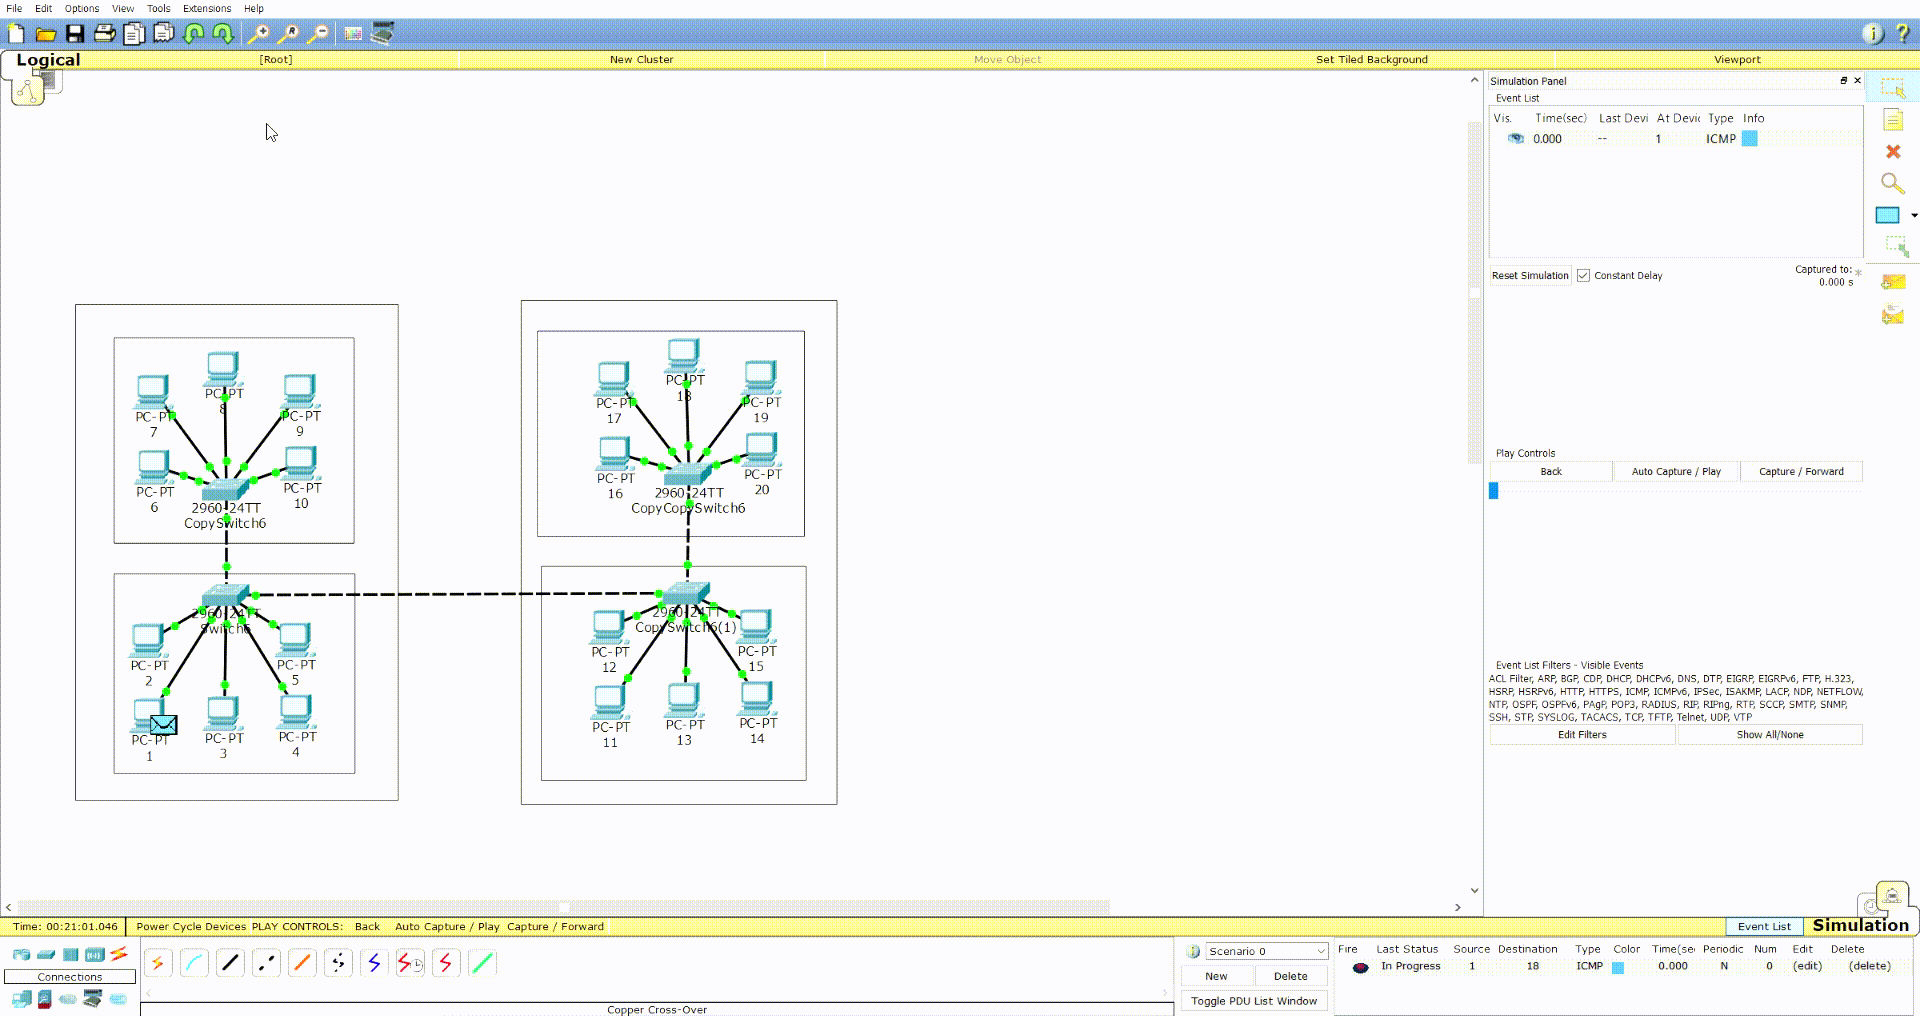 File Edit Options View Tools Extensions Help
Logical [Root] New Cluster Move Object Set Tiled Background Viewport
Simulation Panel
Event List
Vis. Time(sec) Last Devi At Devic Type Info
0.000 -- 1 ICMP
Reset Simulation Constant Delay Captured to: *
0.000 s
Play Controls
Back Auto Capture / Play Capture / Forward
Event List Filters - Visible Events
ACL Filter, ARP, BGP, CDP, DHCP, DHCPv6, DNS, DTP, EIGRP, EIGRPv6, FTP, H.323,
HSRP, HSRPv6, HTTP, HTTPS, ICMP, ICMPv6, IPSec, ISAKMP, LACP, NDP, NETFLOW,
NTP, OSPF, OSPFv6, PAgP, POP3, RADIUS, RIP, RIPng, RTP, SCCP, SMTP, SNMP,
SSH, STP, SYSLOG, TACACS, TCP, TFTP, Telnet, UDP, VTP
Edit Filters Show All/None
PC-PT
8
PC-PT
7
PC-PT
9
PC-PT
6
PC-PT
10
2960-24TT
CopySwitch6
2960-24TT
Switch6
PC-PT
2
PC-PT
5
PC-PT
1
PC-PT
3
PC-PT
4
PC-PT
18
PC-PT
17
PC-PT
19
PC-PT
16
PC-PT
20
2960-24TT
CopyCopySwitch6
2960-24TT
CopySwitch6(1)
PC-PT
12
PC-PT
15
PC-PT
11
PC-PT
13
PC-PT
14
Time: 00:21:01.046 Power Cycle Devices PLAY CONTROLS: Back Auto Capture / Play Capture / Forward Event List Simulation
Connections
Copper Cross-Over
Scenario 0
New Delete
Toggle PDU List Window
Fire Last Status Source Destination Type Color Time(se Periodic Num Edit Delete
In Progress 1 18 ICMP 0.000 N 0 (edit) (delete)